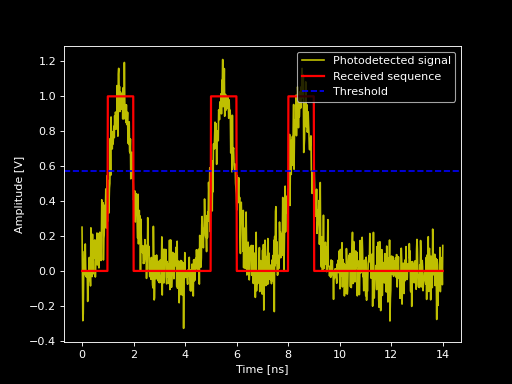 Photodetected signal
Received sequence
Threshold
1.2
1.0
0.8
0.6
0.4
0.2
0.0
−0.2
−0.4
Amplitude [V]
0 2 4 6 8 10 12 14
Time [ns]